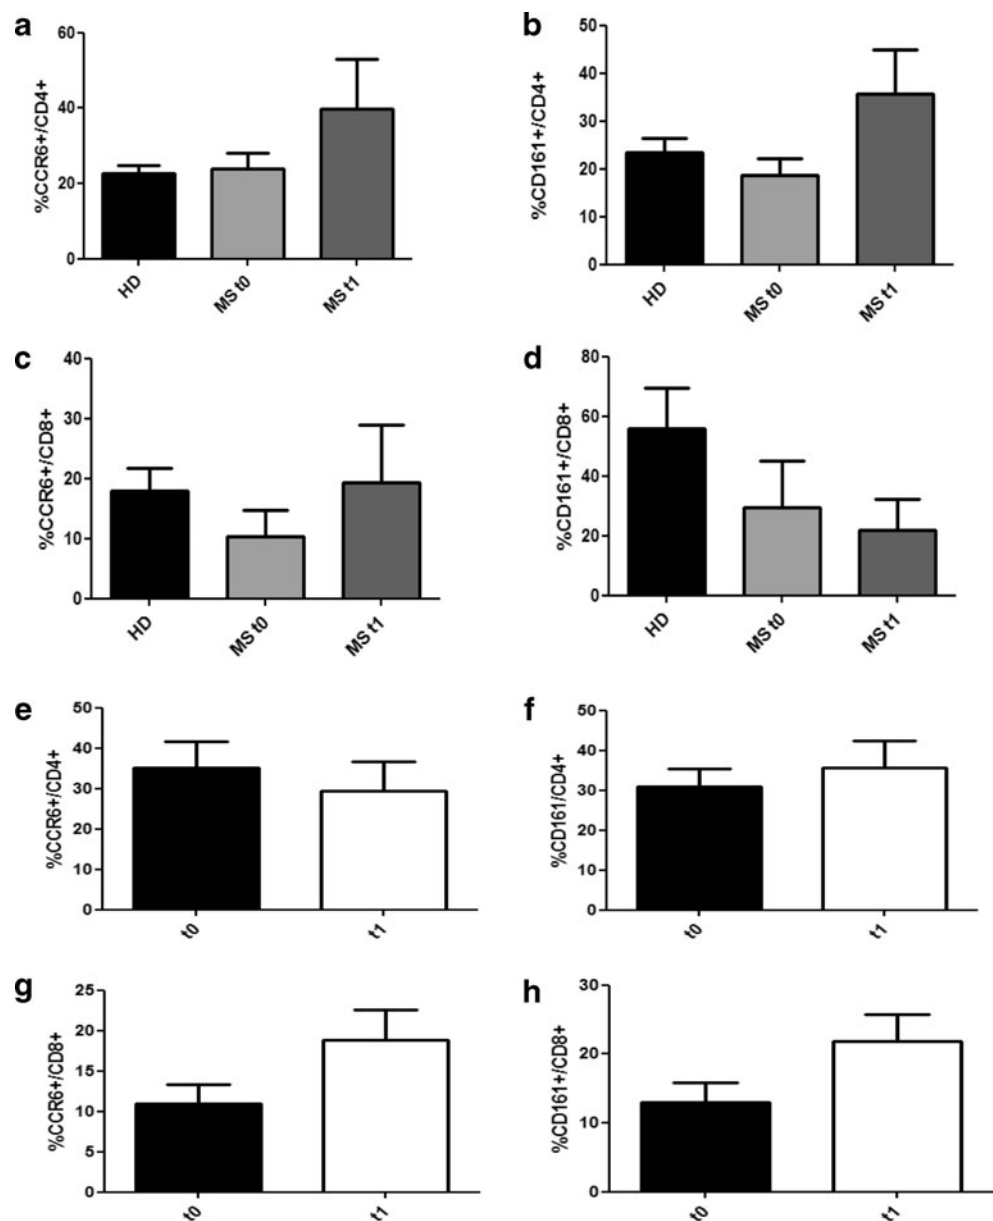 a
%CCR6+/CD4+
60
40
20
0
HD
MS t0
MS t1
b
%CD161+/CD4+
50
40
30
20
10
0
HD
MS t0
MS t1
c
%CCR6+/CD8+
40
30
20
10
0
HD
MS t0
MS t1
d
%CD161+/CD8+
80
60
40
20
0
HD
MS t0
MS t1
e
%CCR6+/CD4+
50
40
30
20
10
0
t0
t1
f
%CD161/CD4+
50
40
30
20
10
0
t0
t1
g
%CCR6+/CD8+
25
20
15
10
5
0
t0
t1
h
%CD161+/CD8+
30
20
10
0
t0
t1